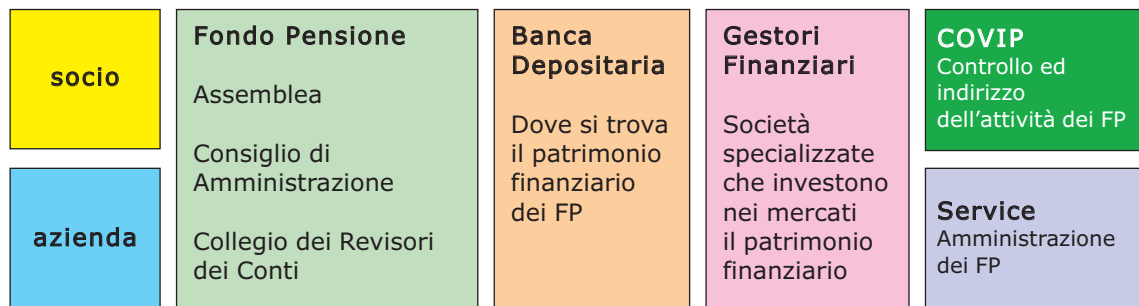 socio
azienda
Fondo Pensione
Assemblea
Consiglio di
Amministrazione
Collegio dei Revisori
dei Conti
Banca
Depositaria
Dove si trova
il patrimonio
finanziario
dei FP
Gestori
Finanziari
Società
specializzate
che investono
nei mercati
il patrimonio
finanziario
COVIP
Controllo ed
indirizzo
dell’attività dei FP
Service
Amministrazione
dei FP